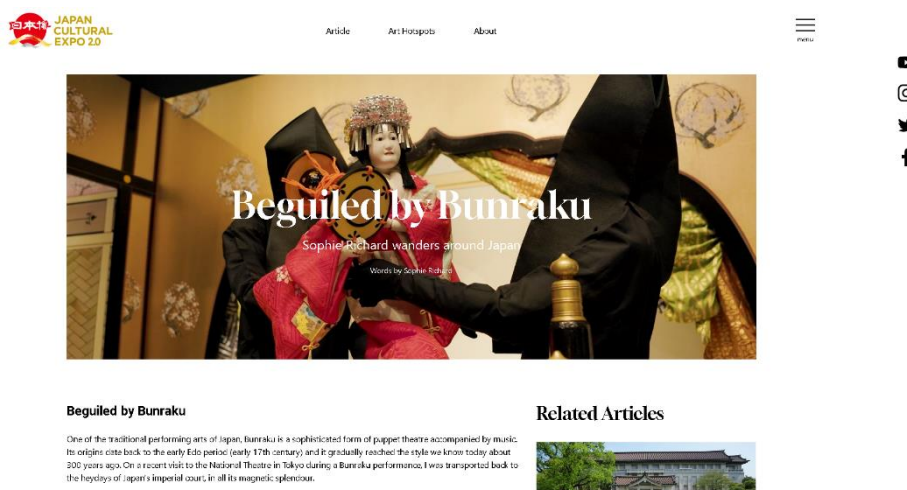 日本博
JAPAN
CULTURAL
EXPO 2.0
Article
Art Hotspots
About
menu
Beguiled by Bunraku
Sophie Richard wanders around Japan
Words by Sophie Richard
Beguiled by Bunraku
One of the traditional performing arts of Japan, Bunraku is a sophisticated form of puppet theatre accompanied by music.
Its origins date back to the early Edo period (early 17th century) and it gradually reached the style we know today about
300 years ago. On a recent visit to the National Theatre in Tokyo during a Bunraku performance, I was transported back to
the heydays of Japan's imperial court, in all its magnetic splendour.
Related Articles